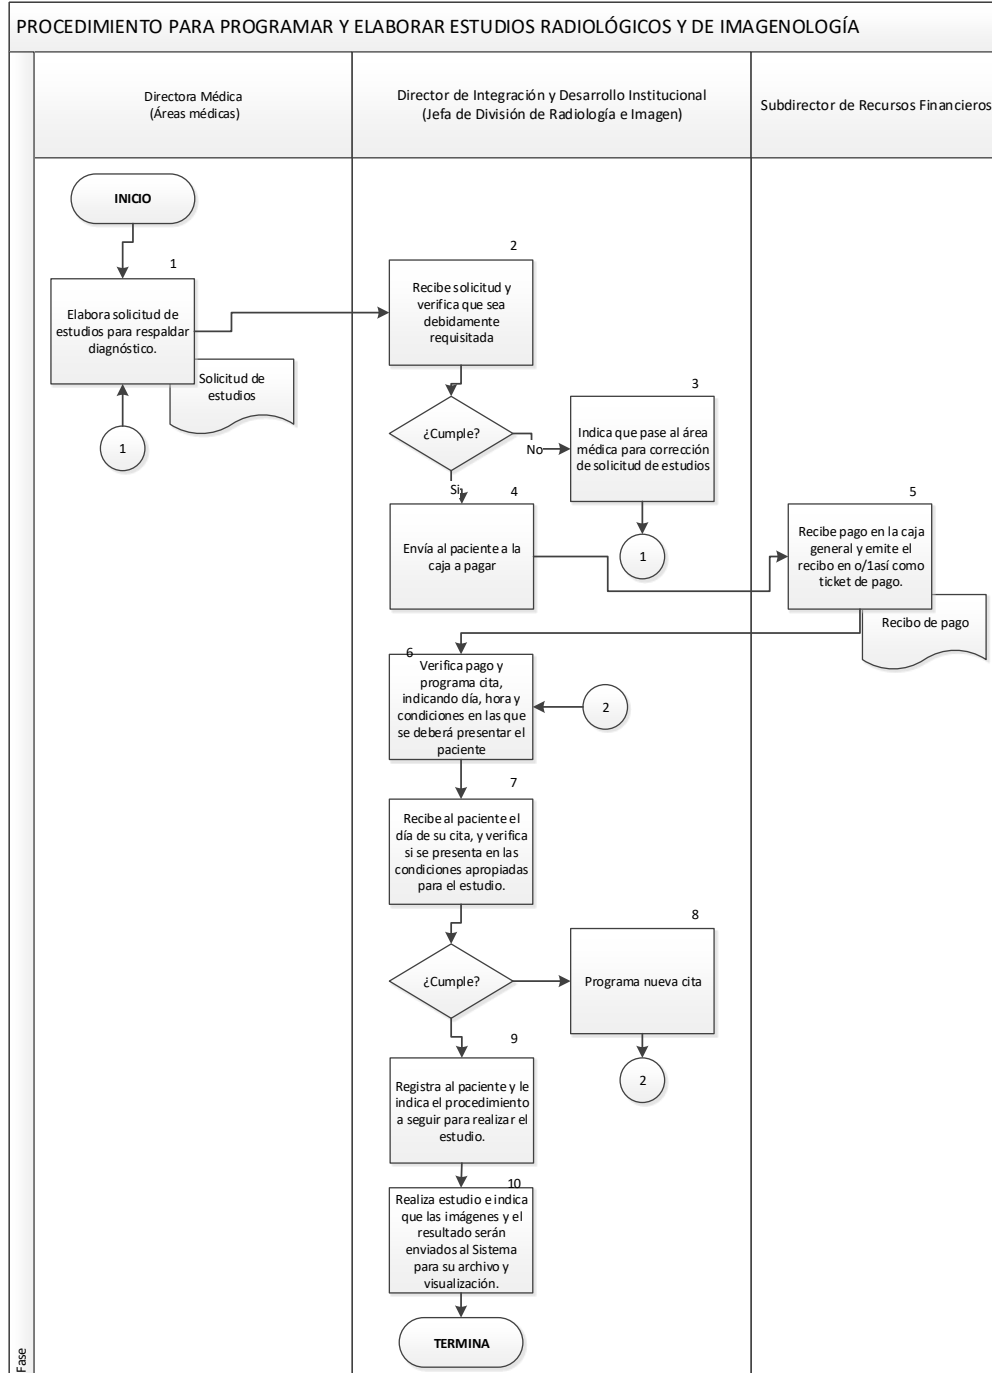 PROCEDIMIENTO PARA PROGRAMAR Y ELABORAR ESTUDIOS RADIOLÓGICOS Y DE IMAGENOLOGÍA
Directora Médica
(Áreas médicas)
Director de Integración y Desarrollo Institucional
(Jefa de División de Radiología e Imagen)
Subdirector de Recursos Financieros
INICIO
1
Elabora solicitud de
estudios para respaldar
diagnóstico.
Solicitud de
estudios
1
2
Recibe solicitud y
verifica que sea
debidamente
requisitada
¿Cumple?
No
3
Indica que pase al área
médica para corrección
de solicitud de estudios
1
Si
4
Envía al paciente a la
caja a pagar
5
Recibe pago en la caja
general y emite el
recibo en o/1así como
ticket de pago.
Recibo de pago
6
Verifica pago y
programa cita,
indicando día, hora y
condiciones en las que
se deberá presentar el
paciente
2
7
Recibe al paciente el
día de su cita, y verifica
si se presenta en las
condiciones apropiadas
para el estudio.
¿Cumple?
8
Programa nueva cita
2
9
Registra al paciente y le
indica el procedimiento
a seguir para realizar el
estudio.
10
Realiza estudio e indica
que las imágenes y el
resultado serán
enviados al Sistema
para su archivo y
visualización.
TERMINA
Fase